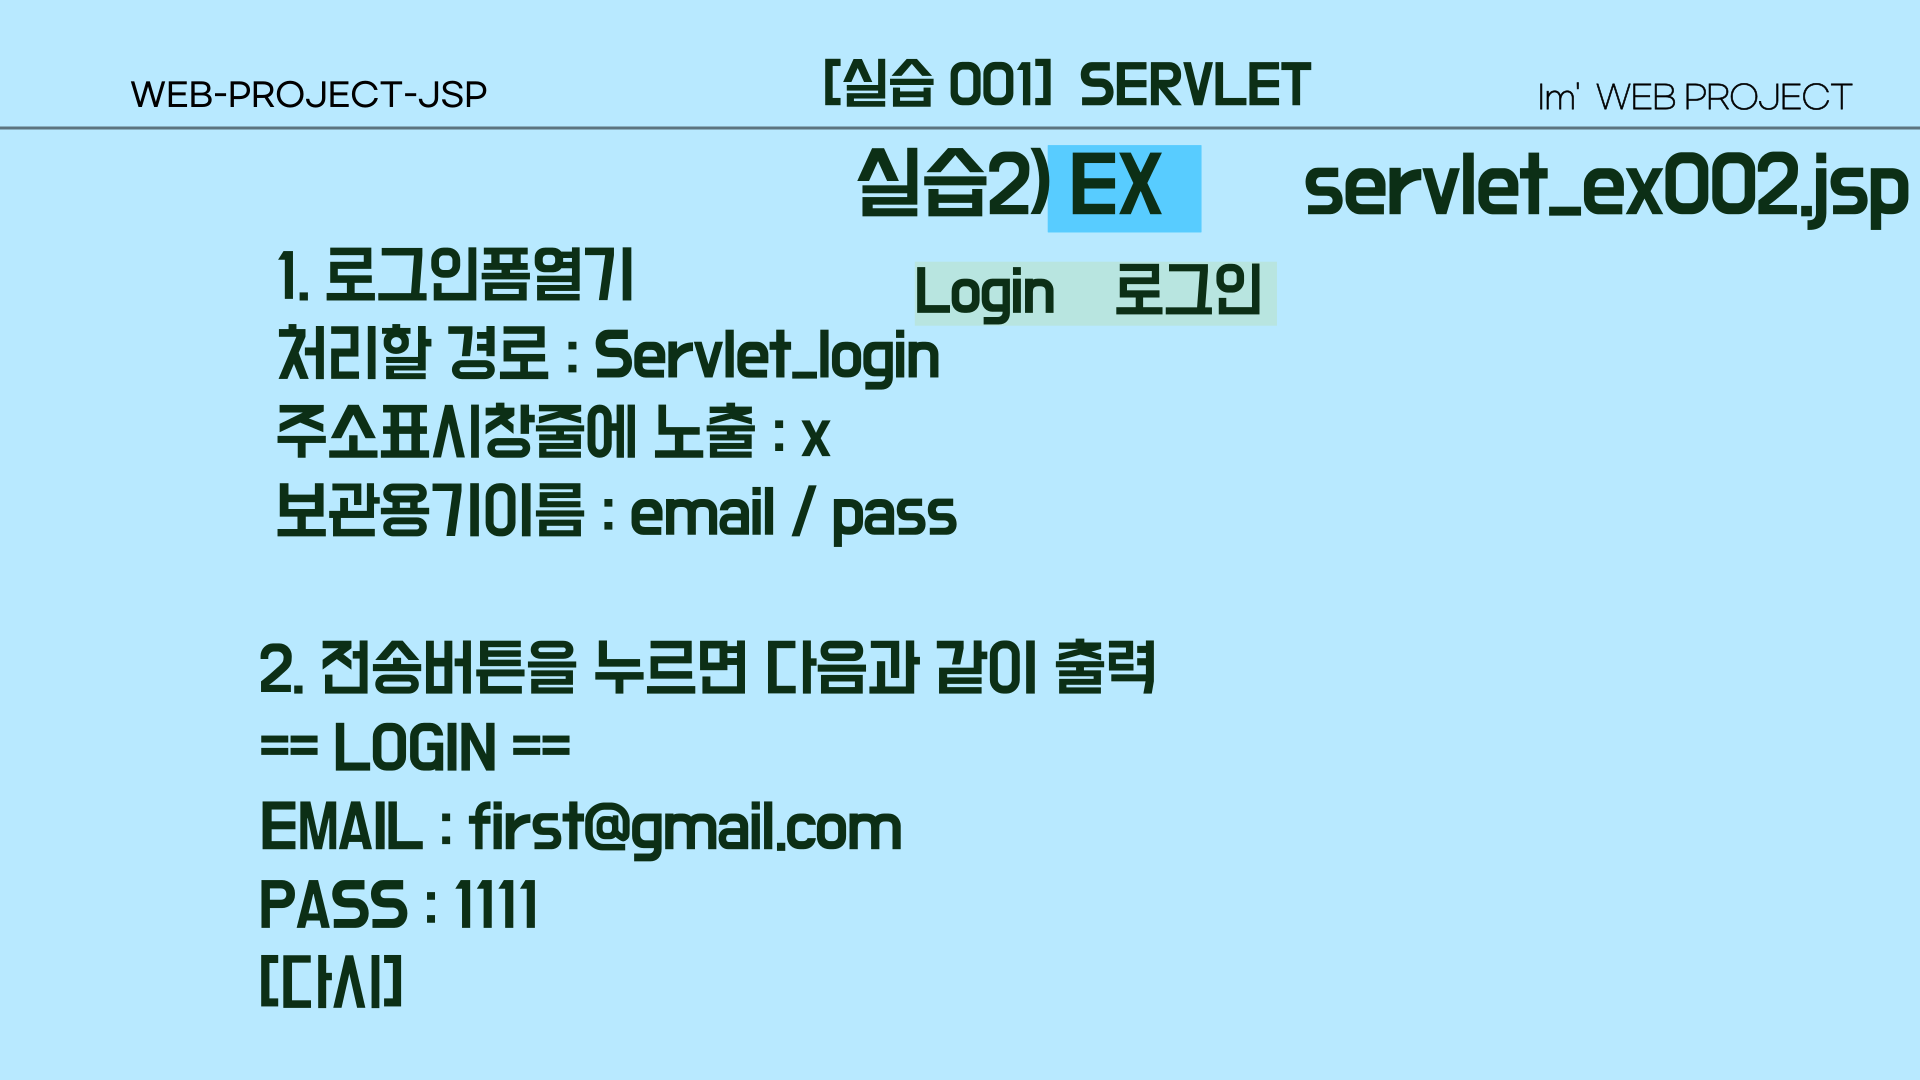 WEB-PROJECT-JSP
[실습 001] SERVLET
Im' WEB PROJECT
실습2) EX servlet_ex002.jsp
1. 로그인폼열기
Login 로그인
처리할 경로 : Servlet_login
주소표시창줄에 노출 : x
보관용기이름 : email / pass
2. 전송버튼을 누르면 다음과 같이 출력
== LOGIN ==
EMAIL : first@gmail.com
PASS : 1111
[다시]